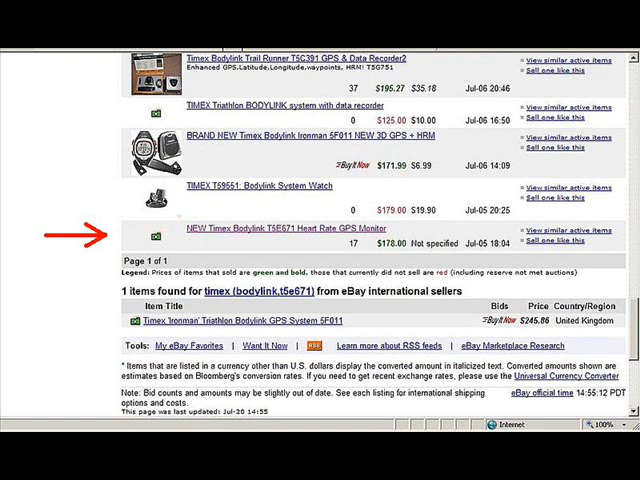 Timex Bodylink Trail Runner T5C391 GPS & Data Recorder2
Enhanced GPS,Latitude,Longitude,waypoints, HRM! T5G751
37 $195.27 $35.18 Jul-06 20:46
View similar active items
Sell one like this
TIMEX Triathlon BODYLINK system with data recorder
0 $125.00 $10.00 Jul-06 16:50
View similar active items
Sell one like this
BRAND NEW Timex Bodylink Ironman 5F011 NEW 3D GPS + HRM
Buy It Now $171.99 $6.99 Jul-06 14:09
View similar active items
Sell one like this
TIMEX T59551: Bodylink System Watch
0 $179.00 $19.90 Jul-05 20:25
View similar active items
Sell one like this
NEW Timex Bodylink T5E671 Heart Rate GPS Monitor
17 $178.00 Not specified Jul-05 18:04
View similar active items
Sell one like this
Page 1 of 1
Legend: Prices of items that sold are green and bold, those that currently did not sell are red (including reserve not met auctions)
1 items found for timex (bodylink,t5e671) from eBay international sellers
Item Title Bids Price Country/Region
Timex 'Ironman' Triathlon Bodylink GPS System 5F011 Buy It Now $245.86 United Kingdom
Tools: My eBay Favorites | Want It Now | RSS Learn more about RSS feeds | eBay Marketplace Research
* Items that are listed in a currency other than U.S. dollars display the converted amount in italicized text. Converted amounts shown are
estimates based on Bloomberg's conversion rates. If you need to get recent exchange rates, please use the Universal Currency Converter
Note: Bid counts and amounts may be slightly out of date. See each listing for international shipping
options and costs.
eBay official time 14:55:12 PDT
This page was last updated: Jul-20 14:55
Internet 100%